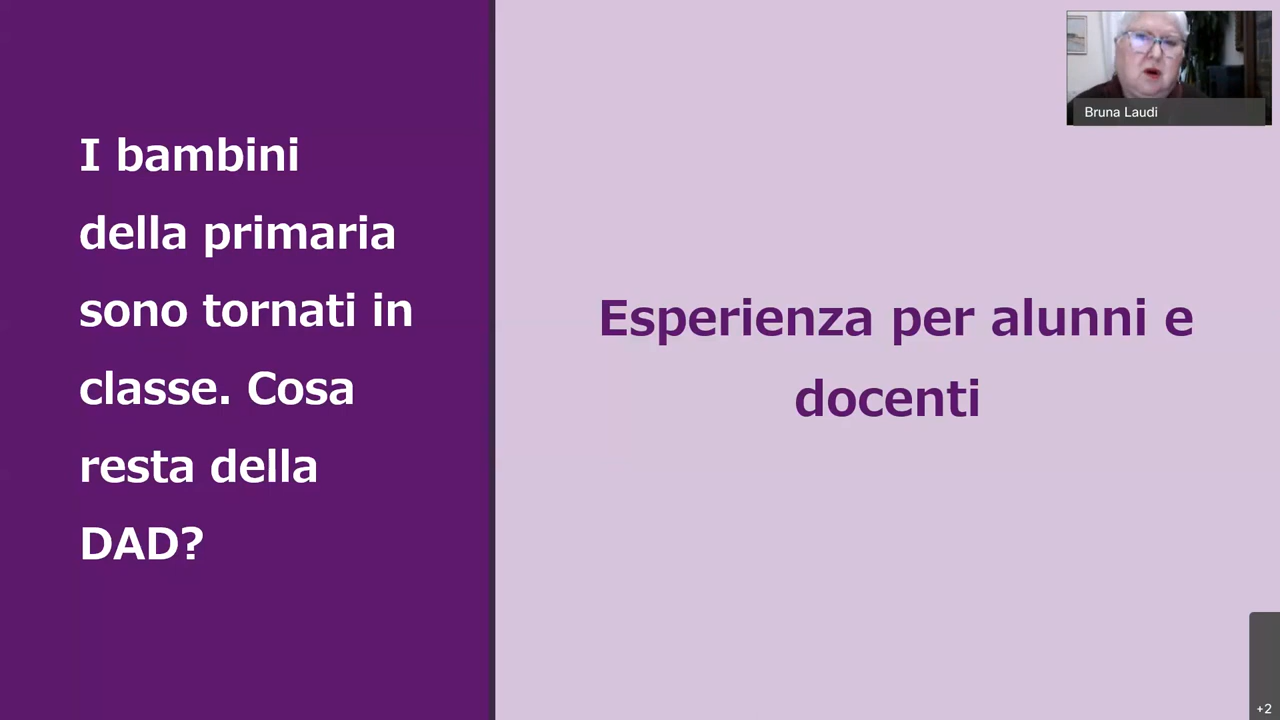 I bambini
della primaria
sono tornati in
classe. Cosa
resta della
DAD?
Esperienza per alunni e
docenti
Bruna Laudi
+2